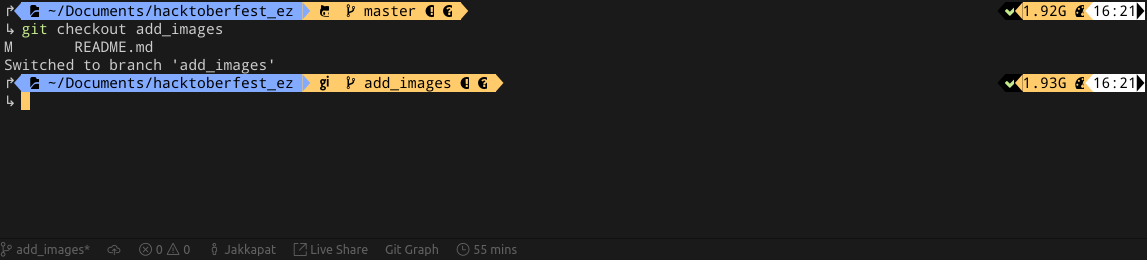 ~/Documents/hacktoberfest_ez master 1.92G 16:21
git checkout add_images
M README.md
Switched to branch 'add_images'
~/Documents/hacktoberfest_ez add_images 1.93G 16:21
add_images* 0 0 Jakkapat Live Share Git Graph 55 mins